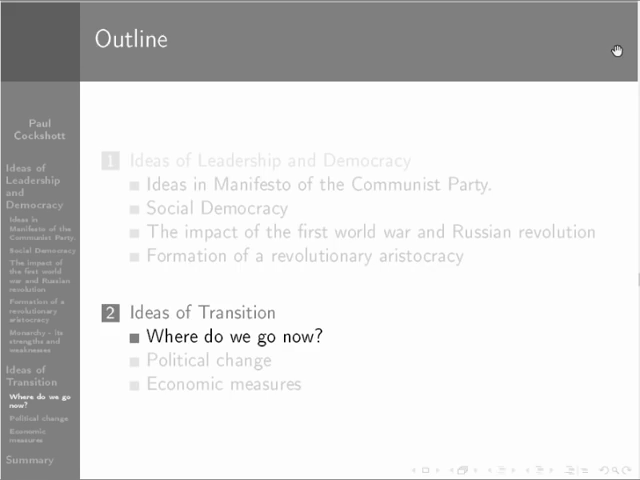 Outline
Paul
Cockshott
Ideas of
Leadership
and
Democracy
Ideas in
Manifesto of the
Communist Party.
Social Democracy
The impact of
the first world
war and Russian
revolution
Formation of a
revolutionary
aristocracy
Monarchy - its
strengths and
weaknesses
Ideas of
Transition
Where do we go
now?
Political change
Economic
measures
Summary
1 Ideas of Leadership and Democracy
Ideas in Manifesto of the Communist Party.
Social Democracy
The impact of the first world war and Russian revolution
Formation of a revolutionary aristocracy
2 Ideas of Transition
Where do we go now?
Political change
Economic measures